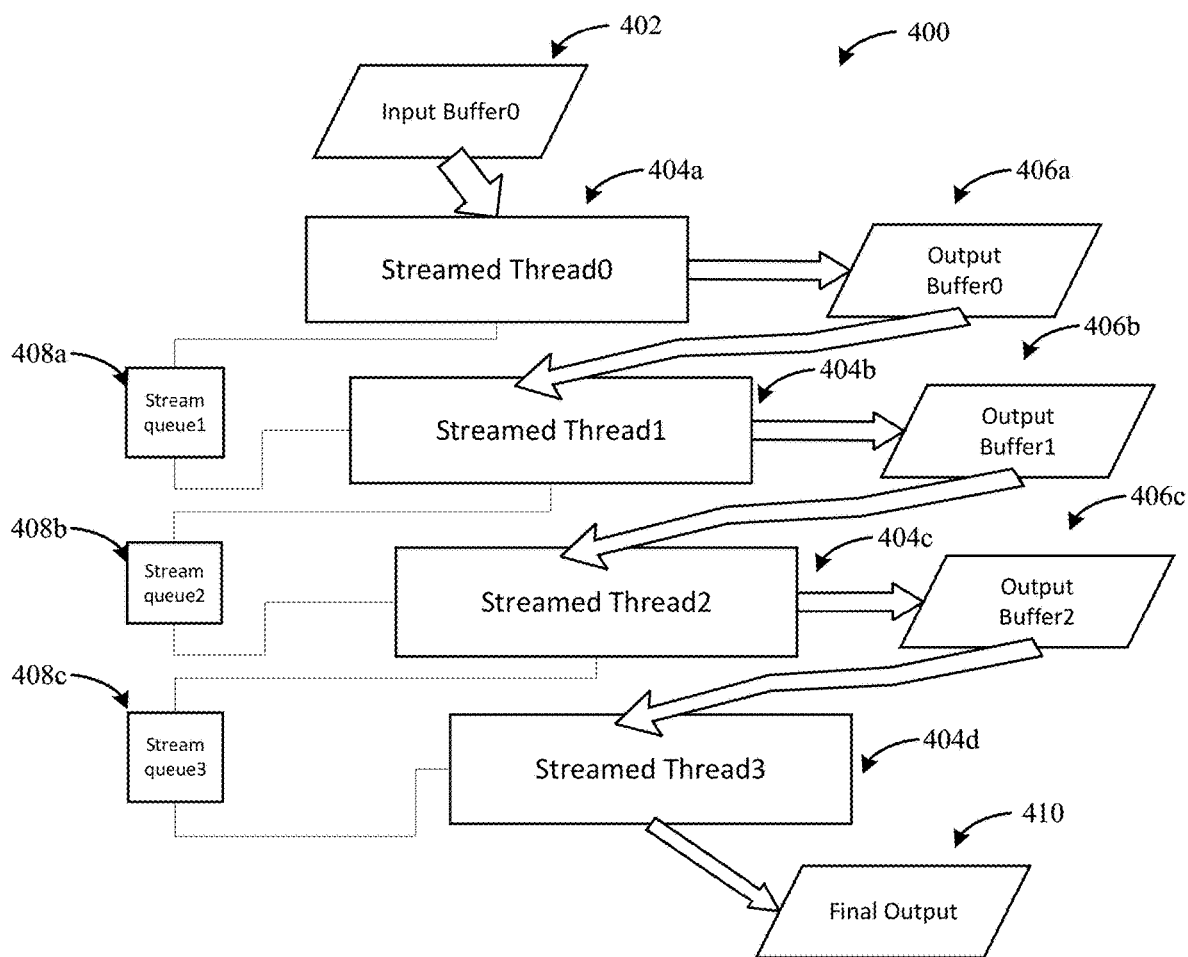 402
400
Input Buffer0
404a
406a
Streamed Thread0
Output
Buffer0
406b
408a
404b
Stream
queue1
Streamed Thread1
Output
Buffer1
406c
408b
404c
Stream
queue2
Streamed Thread2
Output
Buffer2
408c
404d
Stream
queue3
Streamed Thread3
410
Final Output